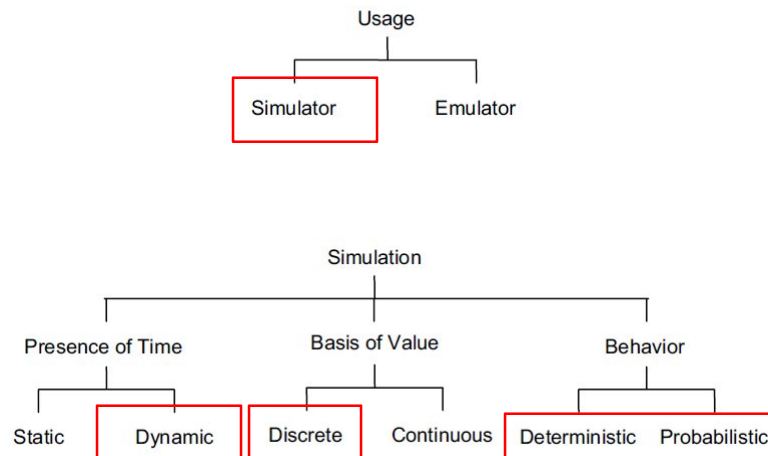 Usage
Simulator Emulator
Simulation
Presence of Time Basis of Value Behavior
Static Dynamic Discrete Continuous Deterministic Probabilistic